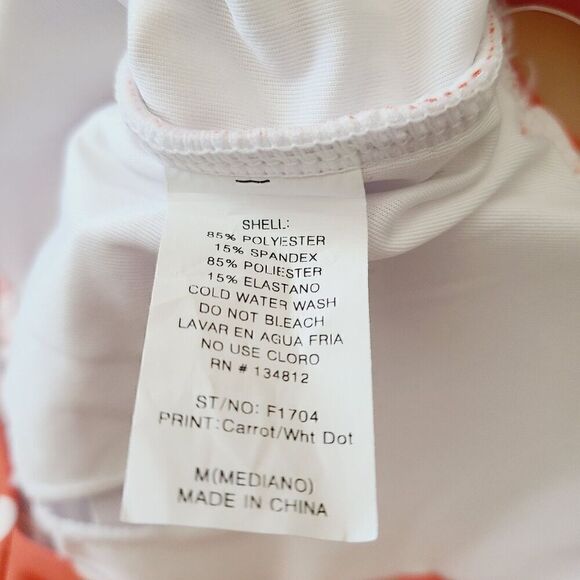 SHELL:
85% POLYESTER
15% SPANDEX
85% POLIESTER
15% ELASTANO
COLD WATER WASH
DO NOT BLEACH
LAVAR EN AGUA FRIA
NO USE CLORO
RN # 134812
ST/NO: F1704
PRINT:Carrot/Wht Dot
M(MEDIANO)
MADE IN CHINA